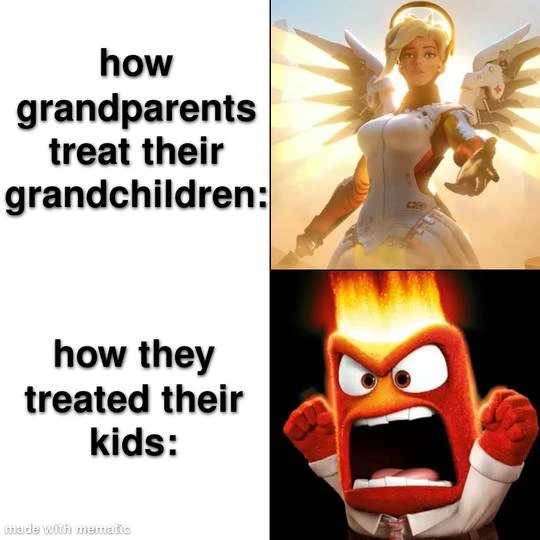 how
grandparents
treat their
grandchildren:
how they
treated their
kids:
made with mematic